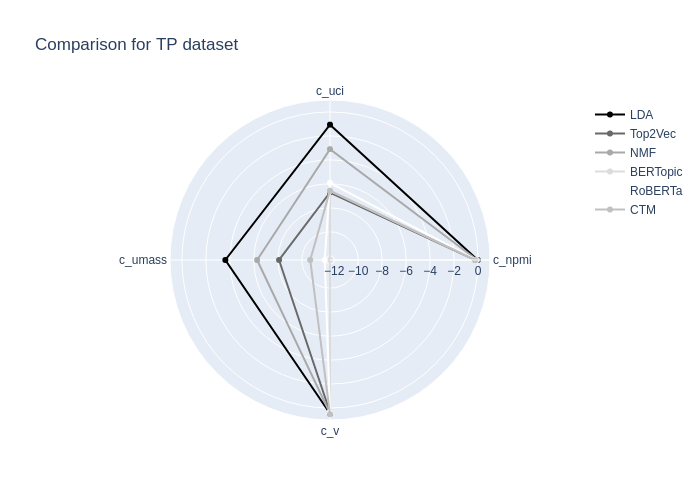 Comparison for TP dataset
c_uci
LDA
Top2Vec
NMF
BERTopic
RoBERTa
CTM
c_umass
c_npmi
−12 −10 −8 −6 −4 −2 0
c_v